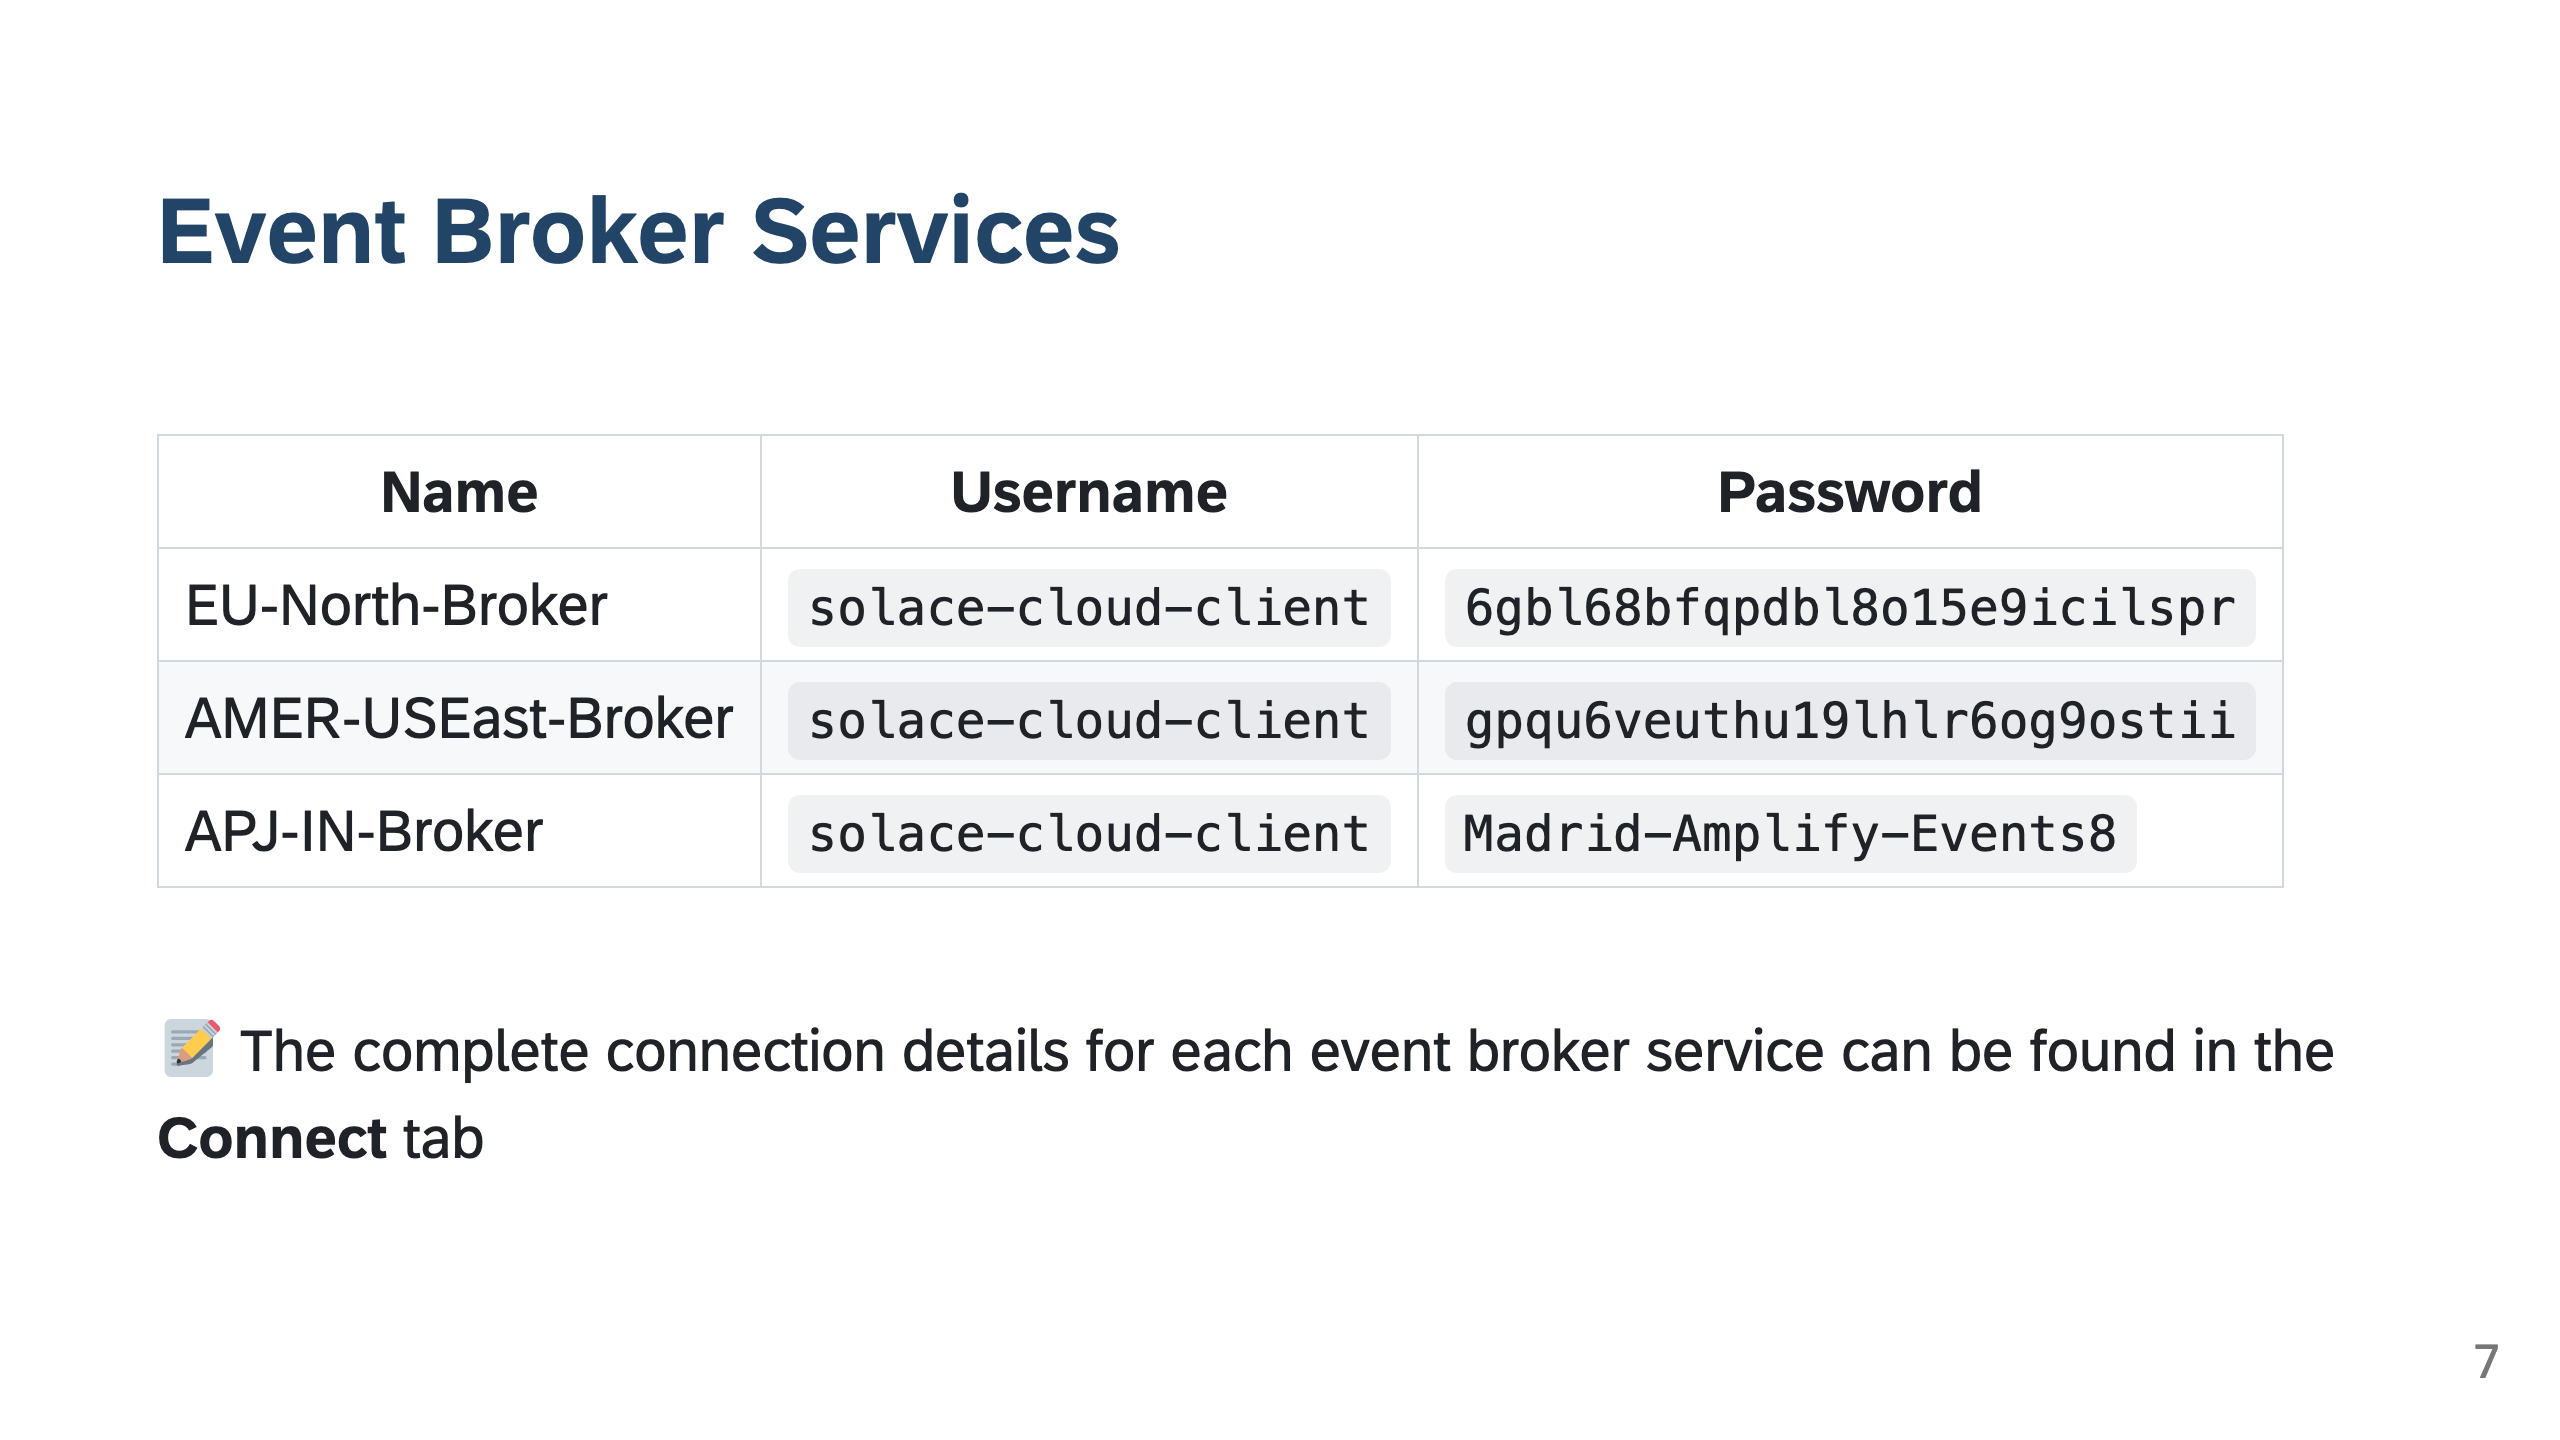 Event Broker Services
Name Username Password
EU-North-Broker solace-cloud-client 6gbl68bfqpdbl8o15e9icilspr
AMER-USEast-Broker solace-cloud-client gpqu6veuthu19lhlr6og9ostii
APJ-IN-Broker solace-cloud-client Madrid-Amplify-Events8
📝 The complete connection details for each event broker service can be found in the
Connect tab
7